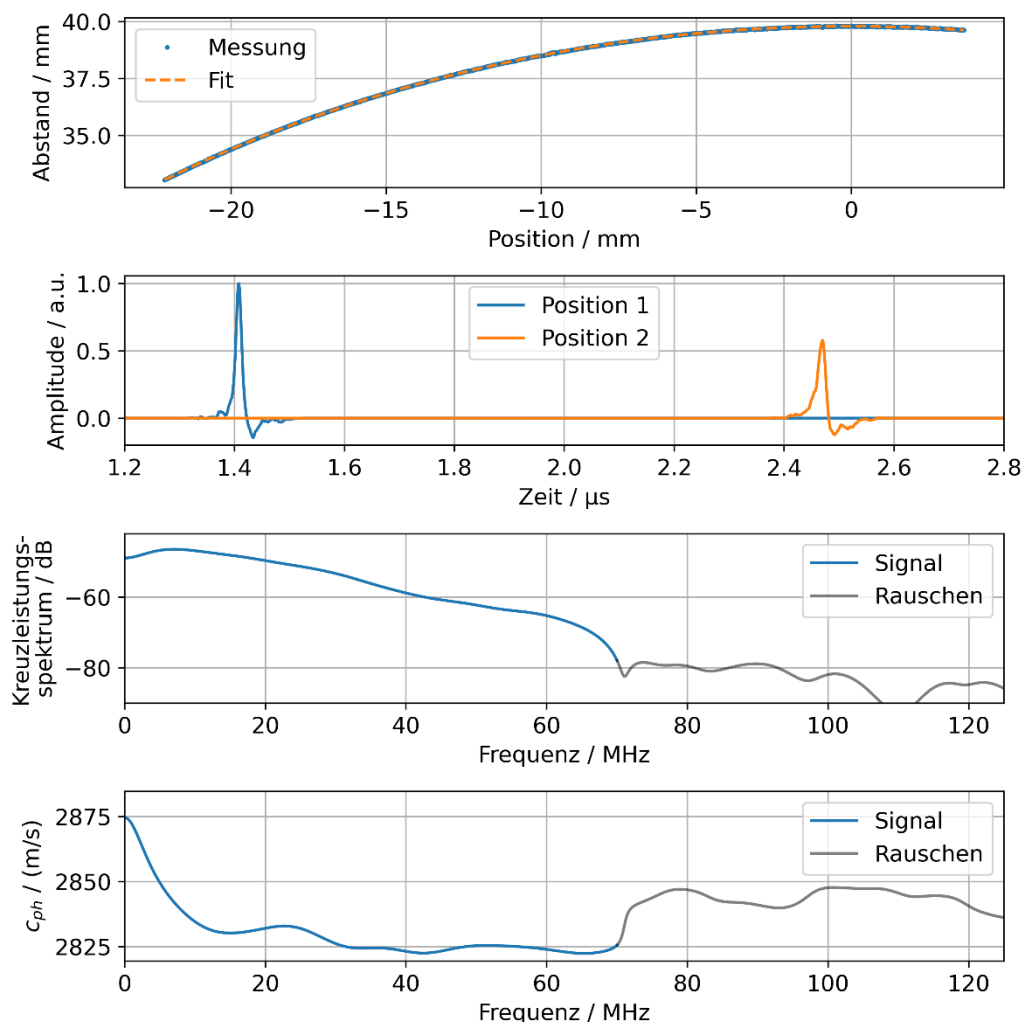 Abstand / mm
40.0
37.5
35.0
Messung
Fit
−20
−15
−10
−5
0
Position / mm
Amplitude / a.u.
1.0
0.5
0.0
Position 1
Position 2
1.2
1.4
1.6
1.8
2.0
2.2
2.4
2.6
2.8
Zeit / µs
Kreuzleistungs-
spektrum / dB
−60
−80
Signal
Rauschen
0
20
40
60
80
100
120
Frequenz / MHz
c_ph / (m/s)
2875
2850
2825
Signal
Rauschen
0
20
40
60
80
100
120
Frequenz / MHz